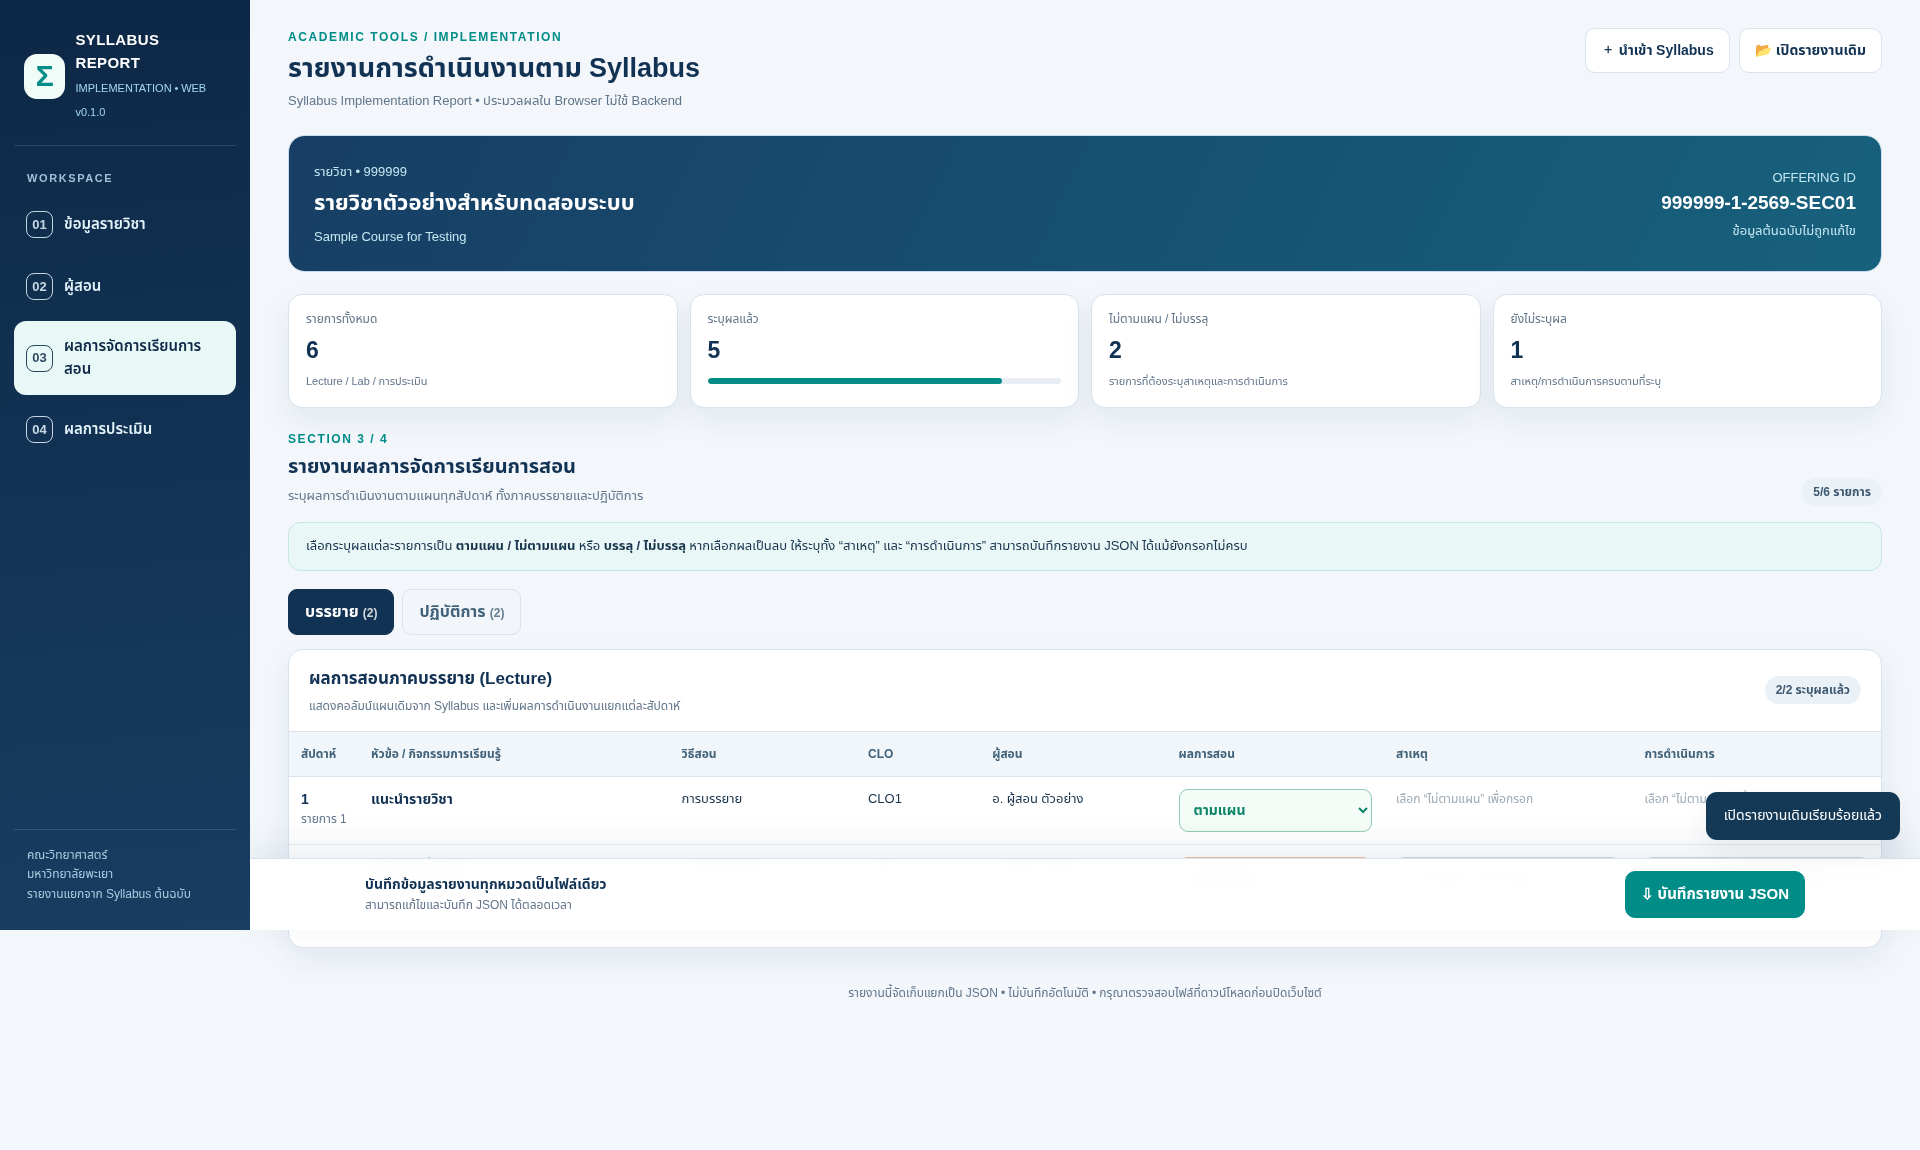 Σ
SYLLABUS
REPORT
IMPLEMENTATION • WEB
v0.1.0
WORKSPACE
01 ข้อมูลรายวิชา
02 ผู้สอน
03 ผลการจัดการเรียนการ
สอน
04 ผลการประเมิน
คณะวิทยาศาสตร์
มหาวิทยาลัยพะเยา
รายงานแยกจาก Syllabus ต้นฉบับ
ACADEMIC TOOLS / IMPLEMENTATION
รายงานการดำเนินงานตาม Syllabus
Syllabus Implementation Report • ประมวลผลใน Browser ไม่ใช้ Backend
＋ นำเข้า Syllabus
📂 เปิดรายงานเดิม
รายวิชา • 999999
รายวิชาตัวอย่างสำหรับทดสอบระบบ
Sample Course for Testing
OFFERING ID
999999-1-2569-SEC01
ข้อมูลต้นฉบับไม่ถูกแก้ไข
รายการทั้งหมด
6
Lecture / Lab / การประเมิน
ระบุผลแล้ว
5
ไม่ตามแผน / ไม่บรรลุ
2
รายการที่ต้องระบุสาเหตุและการดำเนินการ
ยังไม่ระบุผล
1
สาเหตุ/การดำเนินการครบตามที่ระบุ
SECTION 3 / 4
รายงานผลการจัดการเรียนการสอน
ระบุผลการดำเนินงานตามแผนทุกสัปดาห์ ทั้งภาคบรรยายและปฏิบัติการ
5/6 รายการ
เลือกระบุผลแต่ละรายการเป็น ตามแผน / ไม่ตามแผน หรือ บรรลุ / ไม่บรรลุ หากเลือกผลเป็นลบ ให้ระบุทั้ง “สาเหตุ” และ “การดำเนินการ” สามารถบันทึกรายงาน JSON ได้แม้ยังกรอกไม่ครบ
บรรยาย (2)
ปฏิบัติการ (2)
ผลการสอนภาคบรรยาย (Lecture)
แสดงคอลัมน์แผนเดิมจาก Syllabus และเพิ่มผลการดำเนินงานแยกแต่ละสัปดาห์
2/2 ระบุผลแล้ว
สัปดาห์ หัวข้อ / กิจกรรมการเรียนรู้ วิธีสอน CLO ผู้สอน ผลการสอน สาเหตุ การดำเนินการ
1 แนะนำรายวิชา การบรรยาย CLO1 อ. ผู้สอน ตัวอย่าง ตามแผน เลือก “ไม่ตามแผน” เพื่อกรอก เลือก “ไม่ตาม
รายการ 1
เปิดรายงานเดิมเรียบร้อยแล้ว
บันทึกข้อมูลรายงานทุกหมวดเป็นไฟล์เดียว
สามารถแก้ไขและบันทึก JSON ได้ตลอดเวลา
⇩ บันทึกรายงาน JSON
รายงานนี้จัดเก็บแยกเป็น JSON • ไม่บันทึกอัตโนมัติ • กรุณาตรวจสอบไฟล์ที่ดาวน์โหลดก่อนปิดเว็บไซต์